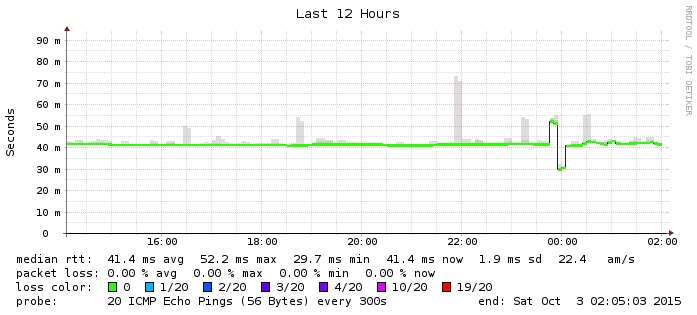 Last 12 Hours
RRDTOOL / TOBI OETIKER
Seconds
90 m
80 m
70 m
60 m
50 m
40 m
30 m
20 m
10 m
0
16:00 18:00 20:00 22:00 00:00 02:00
median rtt: 41.4 ms avg 52.2 ms max 29.7 ms min 41.4 ms now 1.9 ms sd 22.4 am/s
packet loss: 0.00 % avg 0.00 % max 0.00 % min 0.00 % now
loss color: 0 1/20 2/20 3/20 4/20 10/20 19/20
probe: 20 ICMP Echo Pings (56 Bytes) every 300s end: Sat Oct 3 02:05:03 2015